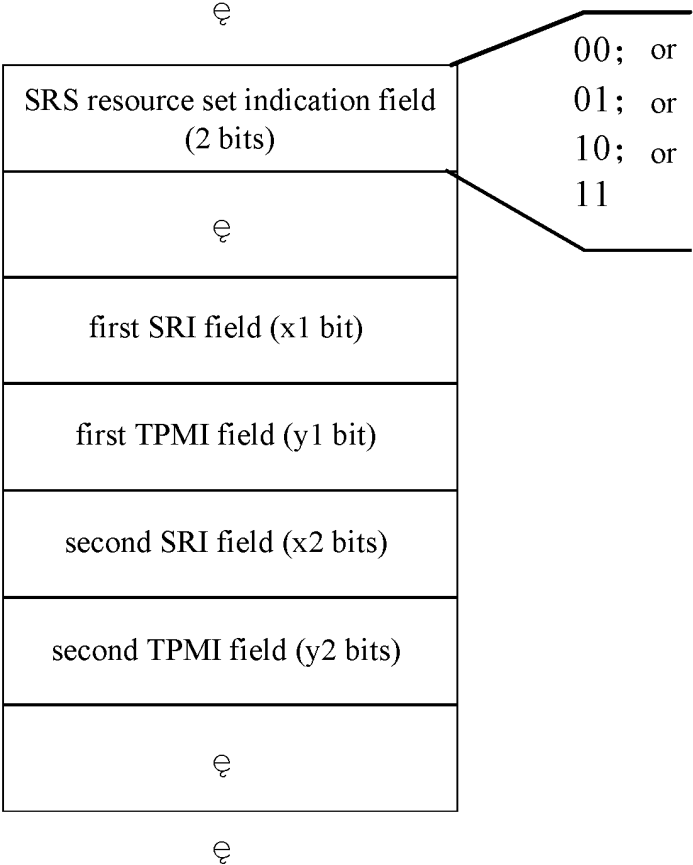 ę
SRS resource set indication field
(2 bits)
00; or
01; or
10; or
11
ę
first SRI field (x1 bit)
first TPMI field (y1 bit)
second SRI field (x2 bits)
second TPMI field (y2 bits)
ę
ę